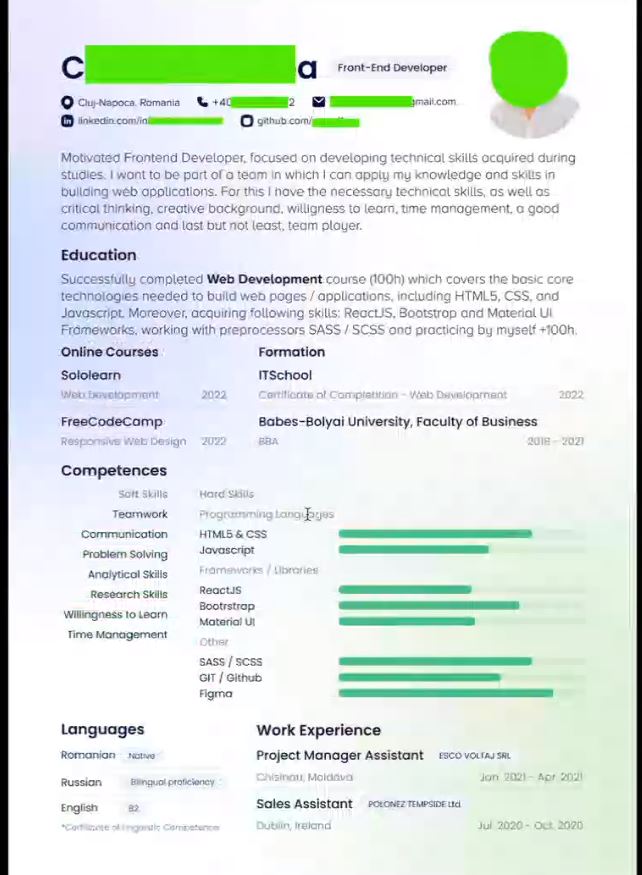 C a Front-End Developer
Cluj-Napoca, Romania +40 2 gmail.com
linkedin.com/in/ github.com/
Motivated Frontend Developer, focused on developing technical skills acquired during
studies. I want to be part of a team in which I can apply my knowledge and skills in
building web applications. For this I have the necessary technical skills, as well as
critical thinking, creative background, willigness to learn, time management, a good
communication and last but not least, team player.
Education
Successfully completed Web Development course (100h) which covers the basic core
technologies needed to build web pages / applications, including HTML5, CSS, and
Javascript. Moreover, acquiring following skills: ReactJS, Bootstrap and Material UI
Frameworks, working with preprocessors SASS / SCSS and practicing by myself +100h.
Online Courses Formation
Sololearn ITSchool
Web Development 2022 Certificate of Completition - Web Development 2022
FreeCodeCamp Babes-Bolyai University, Faculty of Business
Responsive Web Design 2022 BBA 2018 - 2021
Competences
Soft Skills Hard Skills
Teamwork Programming Languages
Communication HTML5 & CSS
Javascript
Problem Solving
Analytical Skills Frameworks / Libraries
Research Skills ReactJS
Bootrstrap
Willingness to Learn Material UI
Time Management Other
SASS / SCSS
GIT / Github
Figma
Languages Work Experience
Romanian Native Project Manager Assistant ESCO VOLTAJ SRL
Chisinau, Moldova Jan. 2021 - Apr. 2021
Russian Bilingual proficiency
English B2 Sales Assistant POLONEZ TEMPSIDE Ltd.
*Certificate of Lingvistic Competence Dublin, Ireland Jul. 2020 - Oct. 2020